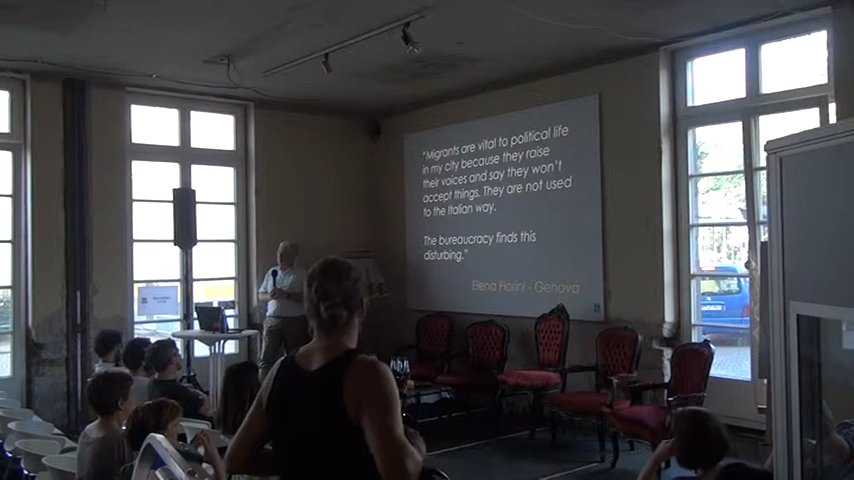 “Migrants are vital to political life
in my city because they raise
their voices and say they won’t
accept things. They are not used
to the Italian way.
The bureaucracy finds this
disturbing.”
Elena Fiorini - Genova